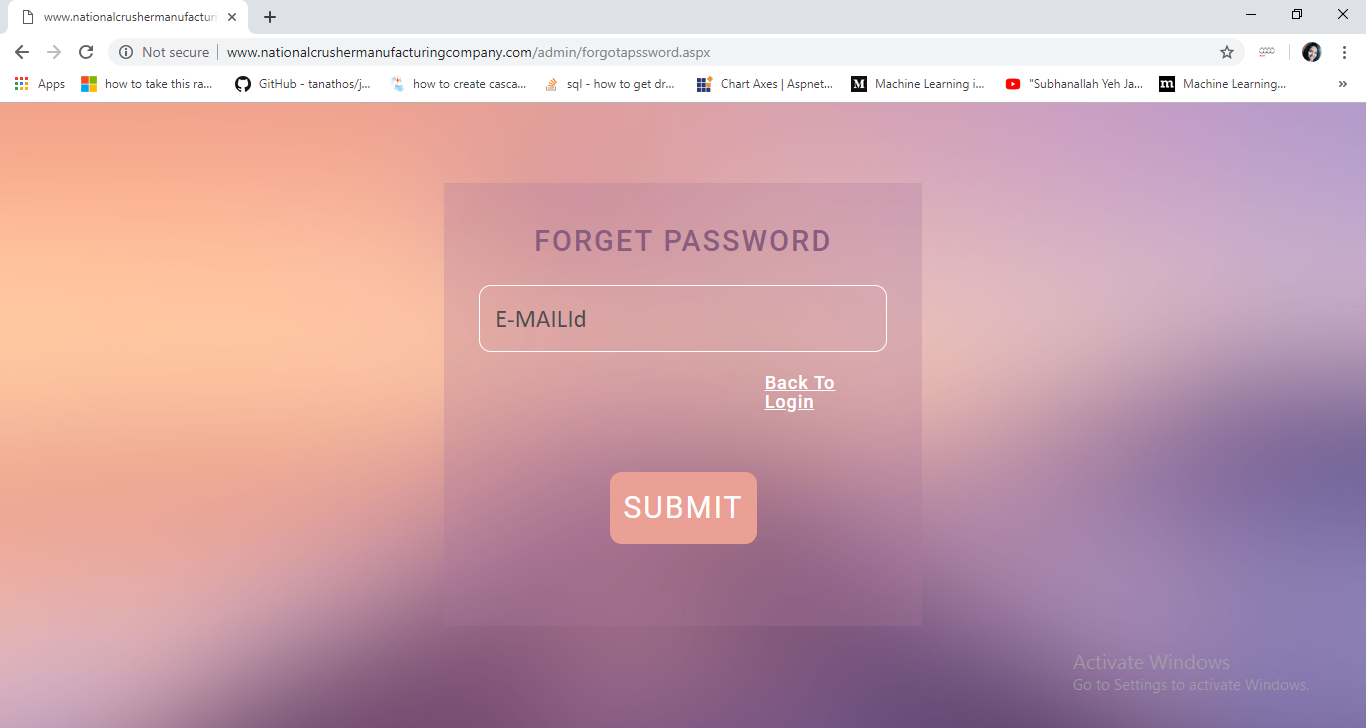 www.nationalcrushermanufacturi
Not secure
www.nationalcrushermanufacturingcompany.com/admin/forgotapssword.aspx
Apps
how to take this ra...
GitHub - tanathos/j...
how to create casca...
sql - how to get dr...
Chart Axes | Aspnet...
M
Machine Learning i...
"Subhanallah Yeh Ja...
m
Machine Learning...
»
FORGET PASSWORD
E-MAILId
Back To
Login
SUBMIT
Activate Windows
Go to Settings to activate Windows.